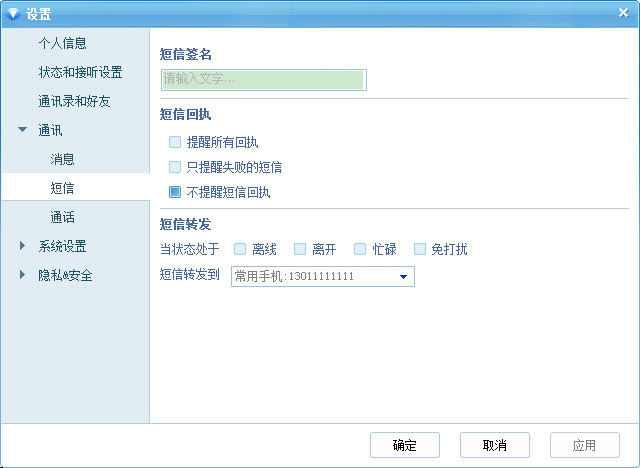 设置
个人信息
状态和接听设置
通讯录和好友
通讯
消息
短信
通话
系统设置
隐私&安全
短信签名
请输入文字...
短信回执
提醒所有回执
只提醒失败的短信
不提醒短信回执
短信转发
当状态处于 离线 离开 忙碌 免打扰
短信转发到 常用手机:13011111111
确定 取消 应用